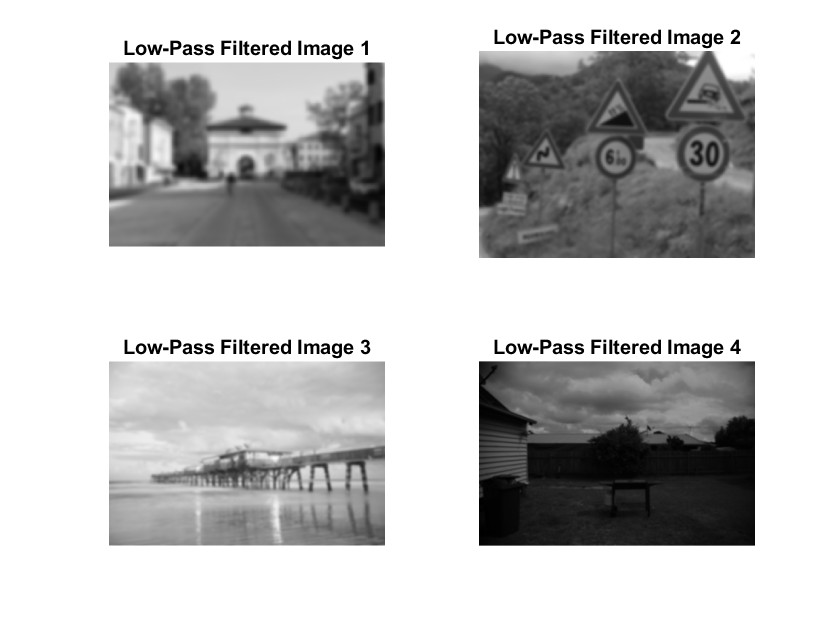 Low-Pass Filtered Image 1
Low-Pass Filtered Image 2
30
Low-Pass Filtered Image 3
Low-Pass Filtered Image 4